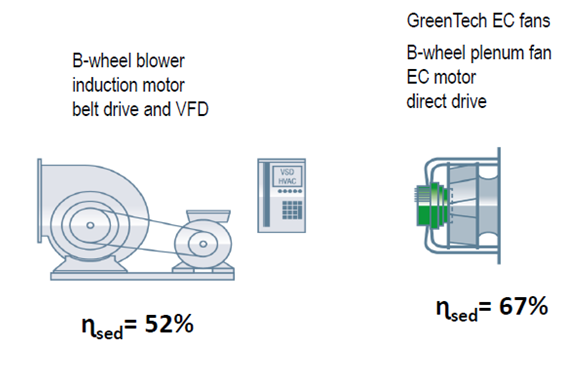 B-wheel blower
induction motor
belt drive and VFD
GreenTech EC fans
B-wheel plenum fan
EC motor
direct drive
VSD
HVAC
ηsed= 52%
ηsed= 67%